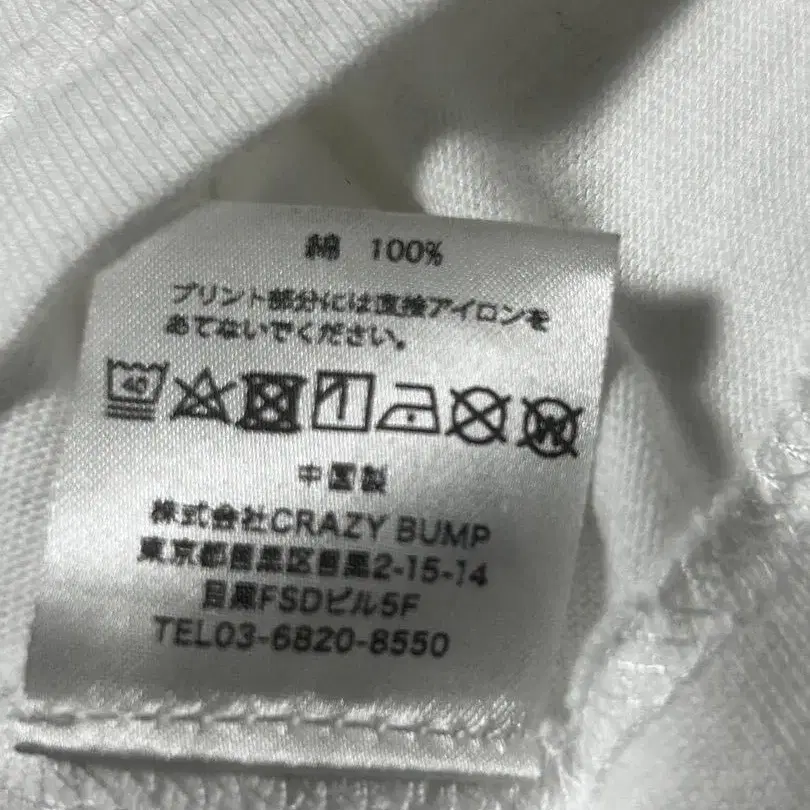 綿 100%
プリント部分には直接アイロンを
あてないでください。
40
W
中国製
株式会社CRAZY BUMP
東京都目黒区目黒2-15-14
目黒FSDビル5F
TEL03-6820-8550